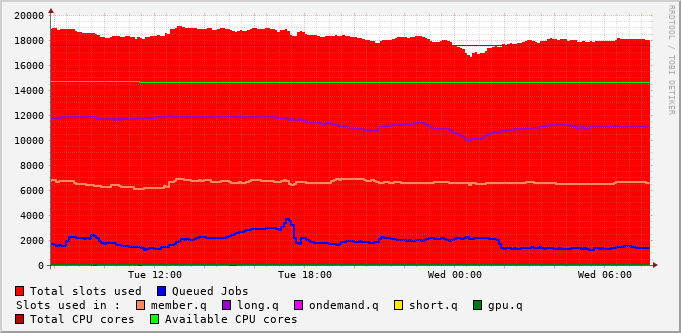 20000
18000
16000
14000
12000
10000
8000
6000
4000
2000
0
Tue 12:00 Tue 18:00 Wed 00:00 Wed 06:00
Total slots used Queued Jobs
Slots used in : member.q long.q ondemand.q short.q gpu.q
Total CPU cores Available CPU cores
RRDTOOL / TOBI OETIKER